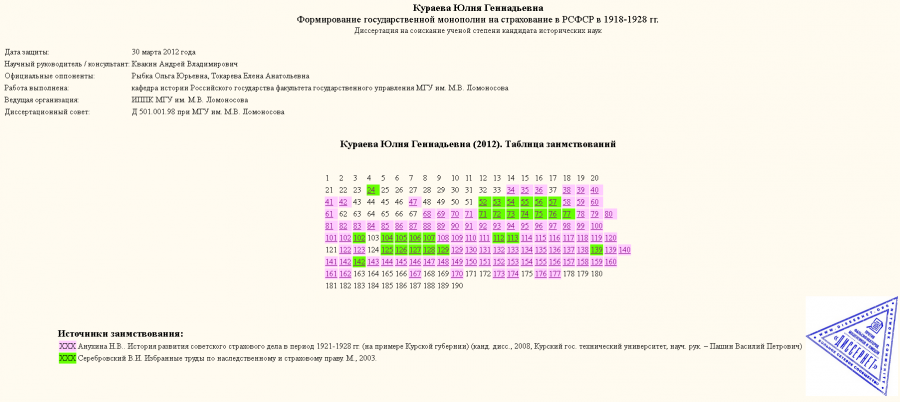 Кураева Юлия Геннадьевна
Формирование государственной монополии на страхование в РСФСР в 1918-1928 гг.
Диссертация на соискание ученой степени кандидата исторических наук
Дата защиты: 30 марта 2012 года
Научный руководитель / консультант: Квакин Андрей Владимирович
Официальные оппоненты: Рыбка Ольга Юрьевна, Токарева Елена Анатольевна
Работа выполнена: кафедра истории Российского государства факультета государственного управления МГУ им. М.В. Ломоносова
Ведущая организация: ИППК МГУ им. М.В. Ломоносова
Диссертационный совет: Д 501.001.98 при МГУ им. М.В. Ломоносова
Кураева Юлия Геннадьевна (2012). Таблица заимствований
1 2 3 4 5 6 7 8 9 10 11 12 13 14 15 16 17 18 19 20
21 22 23 24 25 26 27 28 29 30 31 32 33 34 35 36 37 38 39 40
41 42 43 44 45 46 47 48 49 50 51 52 53 54 55 56 57 58 59 60
61 62 63 64 65 66 67 68 69 70 71 72 73 74 75 76 77 78 79 80
81 82 83 84 85 86 87 88 89 90 91 92 93 94 95 96 97 98 99 100
101 102 102 103 104 105 106 107 108 109 110 111 112 113 114 115 116 117 118 119 120
121 122 123 124 125 126 127 128 129 130 131 132 133 134 135 136 137 138 139 139 140
141 142 142 143 144 145 146 147 148 149 150 151 152 153 154 155 156 157 158 159 160
161 162 163 164 165 166 167 168 169 170 171 172 173 174 175 176 177 178 179 180
181 182 183 184 185 186 187 188 189 190
Источники заимствования:
XXX Анухина Н.В.. История развития советского страхового дела в период 1921-1928 гг. (на примере Курской губернии) (канд. дисс., 2008, Курский гос. технический университет, науч. рук. – Пашин Василий Петрович)
XXX Серебровский В.И. Избранные труды по наследственному и страховому праву. М., 2003.
«ДИССЕРНЕТ»